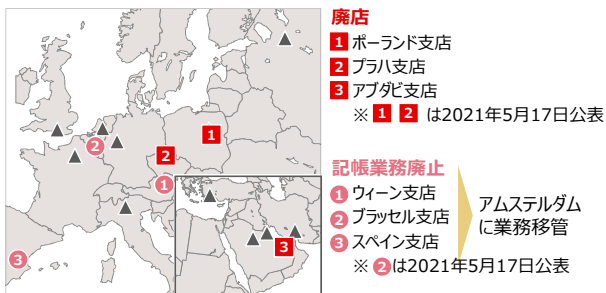 廃店
1 ポーランド支店
2 プラハ支店
3 アブダビ支店
※ 1 2 は2021年5月17日公表
記帳業務廃止
1 ウィーン支店
2 ブラッセル支店
3 スペイン支店
※ 2は2021年5月17日公表
アムステルダム
に業務移管
1
2
2
1
3
3